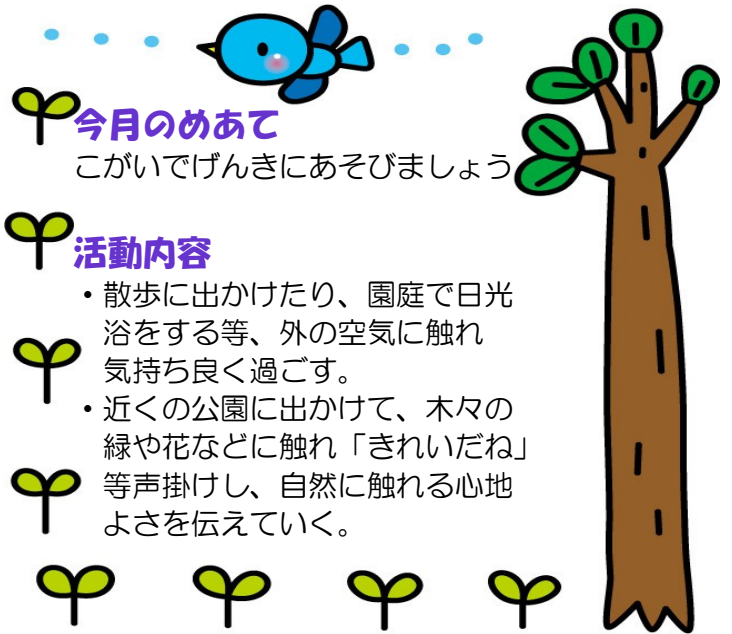 今月のめあて
こがいでげんきにあそびましょう
活動内容
・散歩に出かけたり、園庭で日光
浴をする等、外の空気に触れ
気持ち良く過ごす。
・近くの公園に出かけて、木々の
緑や花などに触れ「きれいだね」
等声掛けし、自然に触れる心地
よさを伝えていく。